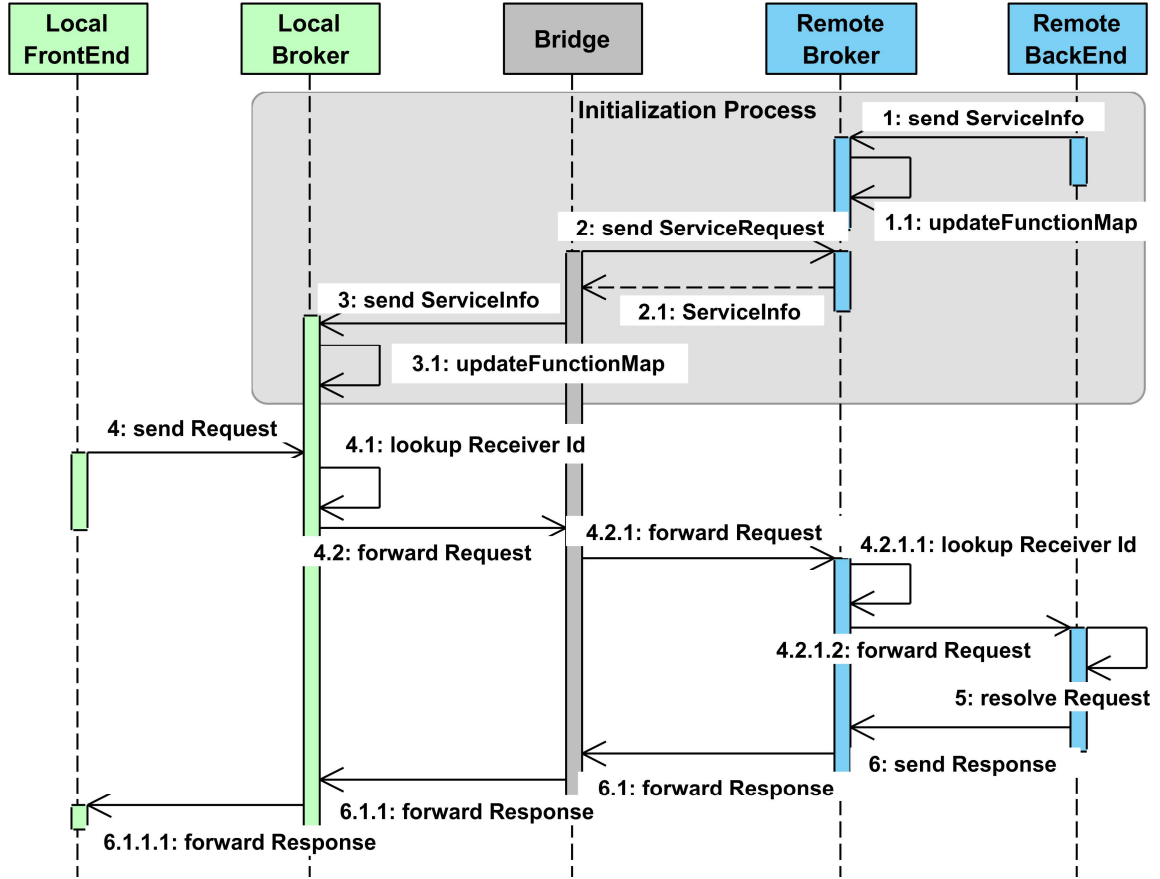 Local
FrontEnd
Local
Broker
Bridge
Remote
Broker
Remote
BackEnd
Initialization Process
1: send ServiceInfo
1.1: updateFunctionMap
2: send ServiceRequest
2.1: ServiceInfo
3: send ServiceInfo
3.1: updateFunctionMap
4: send Request
4.1: lookup Receiver Id
4.2: forward Request
4.2.1: forward Request
4.2.1.1: lookup Receiver Id
4.2.1.2: forward Request
5: resolve Request
6: send Response
6.1: forward Response
6.1.1: forward Response
6.1.1.1: forward Response